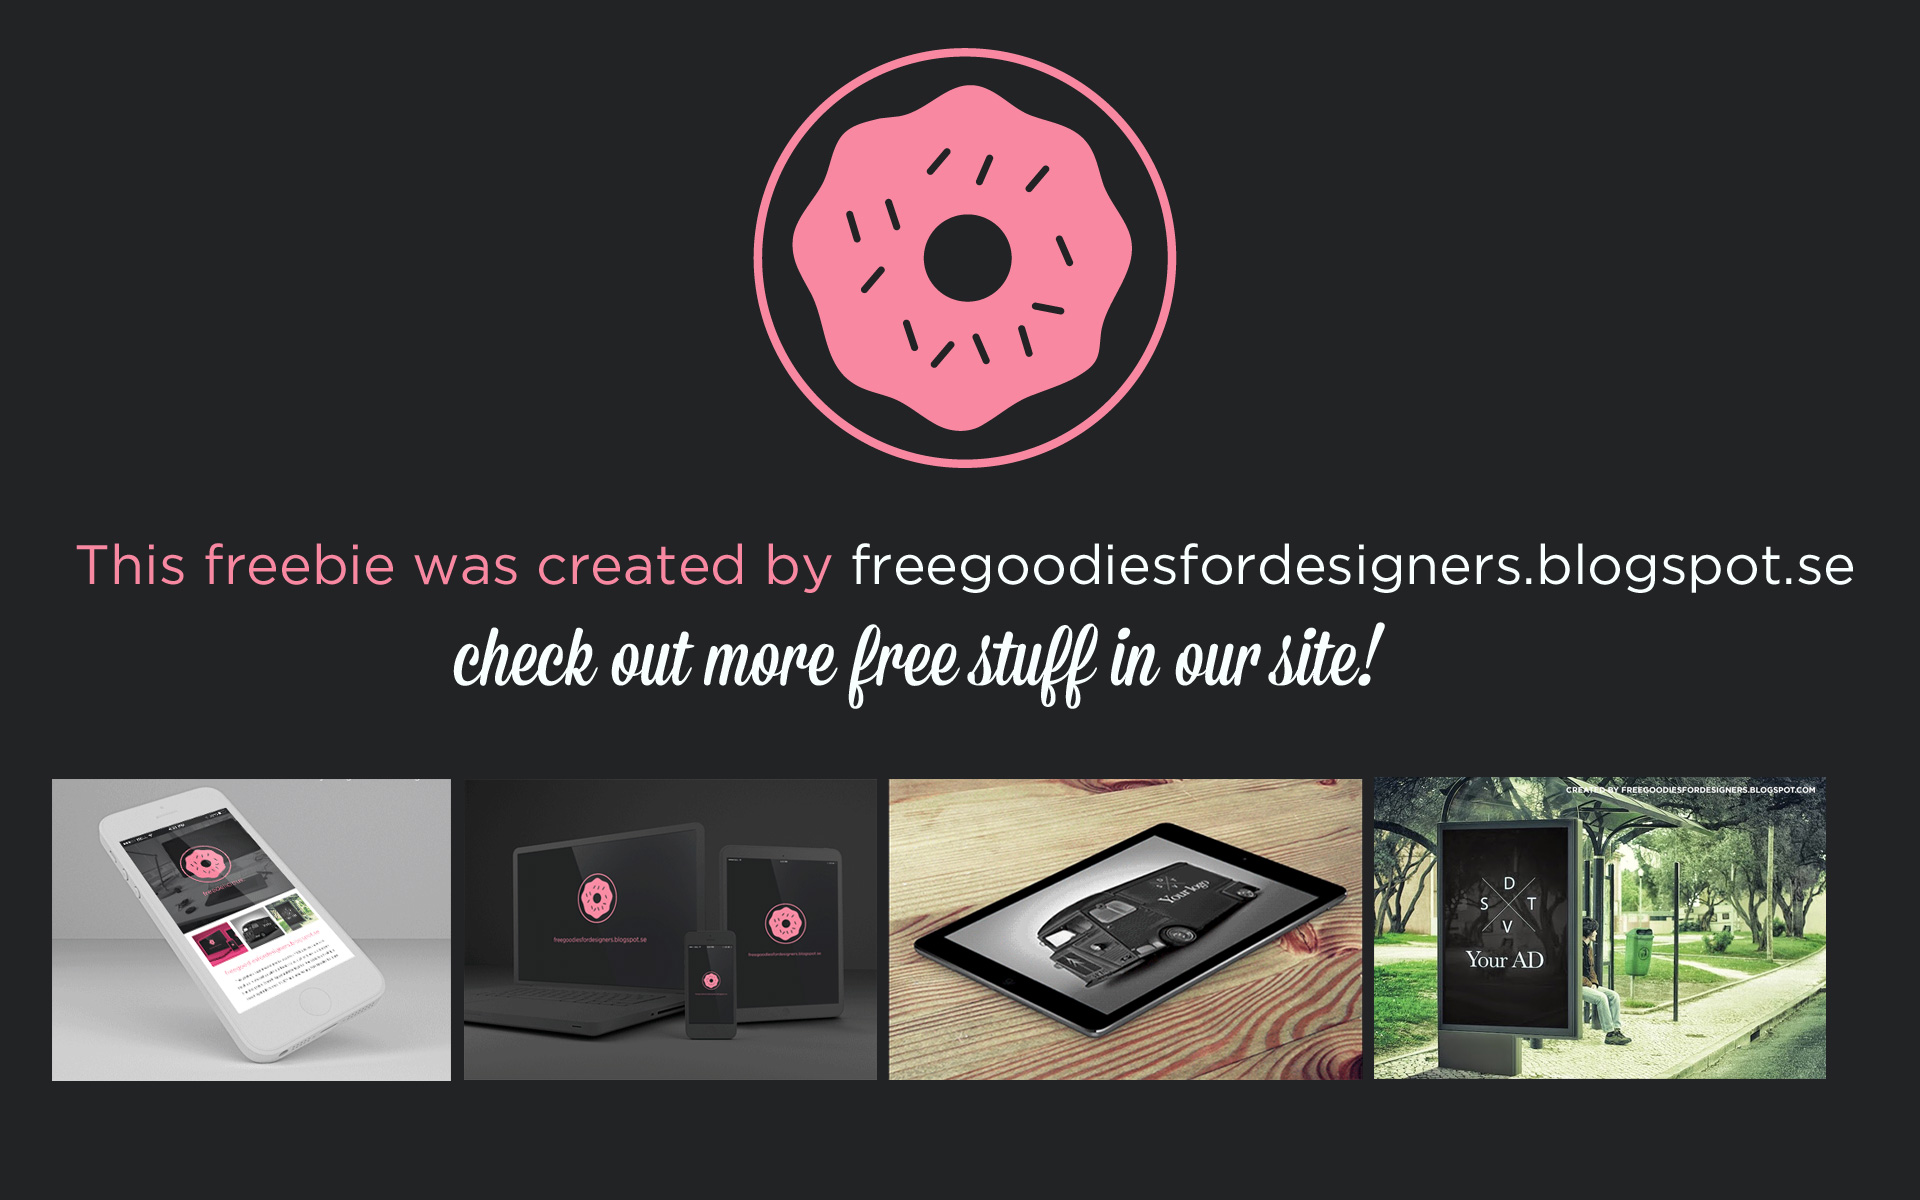 This freebie was created by freegoodiesfordesigners.blogspot.se
check out more free stuff in our site!
freegoodiesfordesigners.blogspot.se
freegoodiesfordesigners.blogspot.se
Your logo
CREATED BY FREEGOODIESFORDESIGNERS.BLOGSPOT.COM
D
S T
V
Your AD